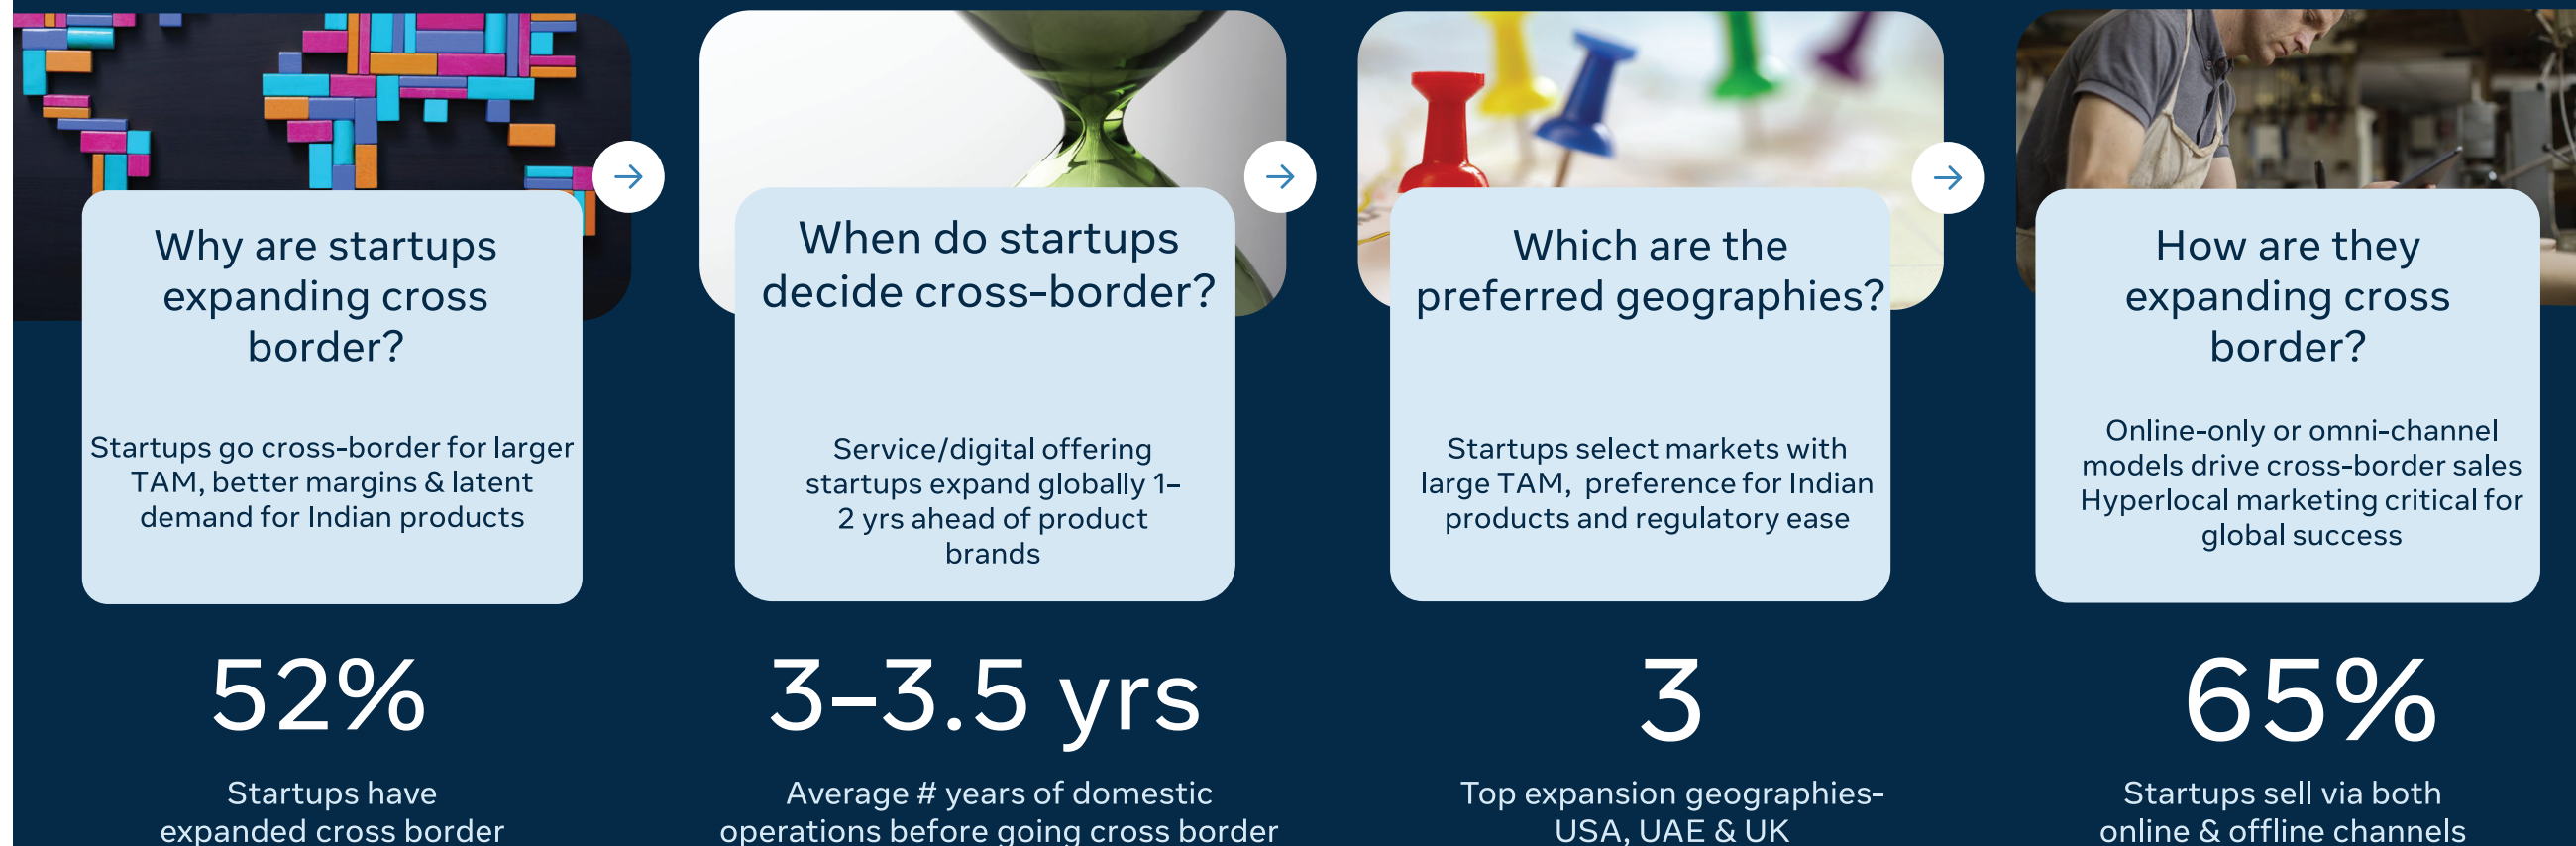 Why are startups
expanding cross
border?
Startups go cross-border for larger
TAM, better margins & latent
demand for Indian products
52%
Startups have
expanded cross border
When do startups
decide cross-border?
Service/digital offering
startups expand globally 1–
2 yrs ahead of product
brands
3–3.5 yrs
Average # years of domestic
operations before going cross border
Which are the
preferred geographies?
Startups select markets with
large TAM,  preference for Indian
products and regulatory ease
3
Top expansion geographies-
USA, UAE & UK
How are they
expanding cross
border?
Online-only or omni-channel
models drive cross-border sales
Hyperlocal marketing critical for
global success
65%
Startups sell via both
online & offline channels